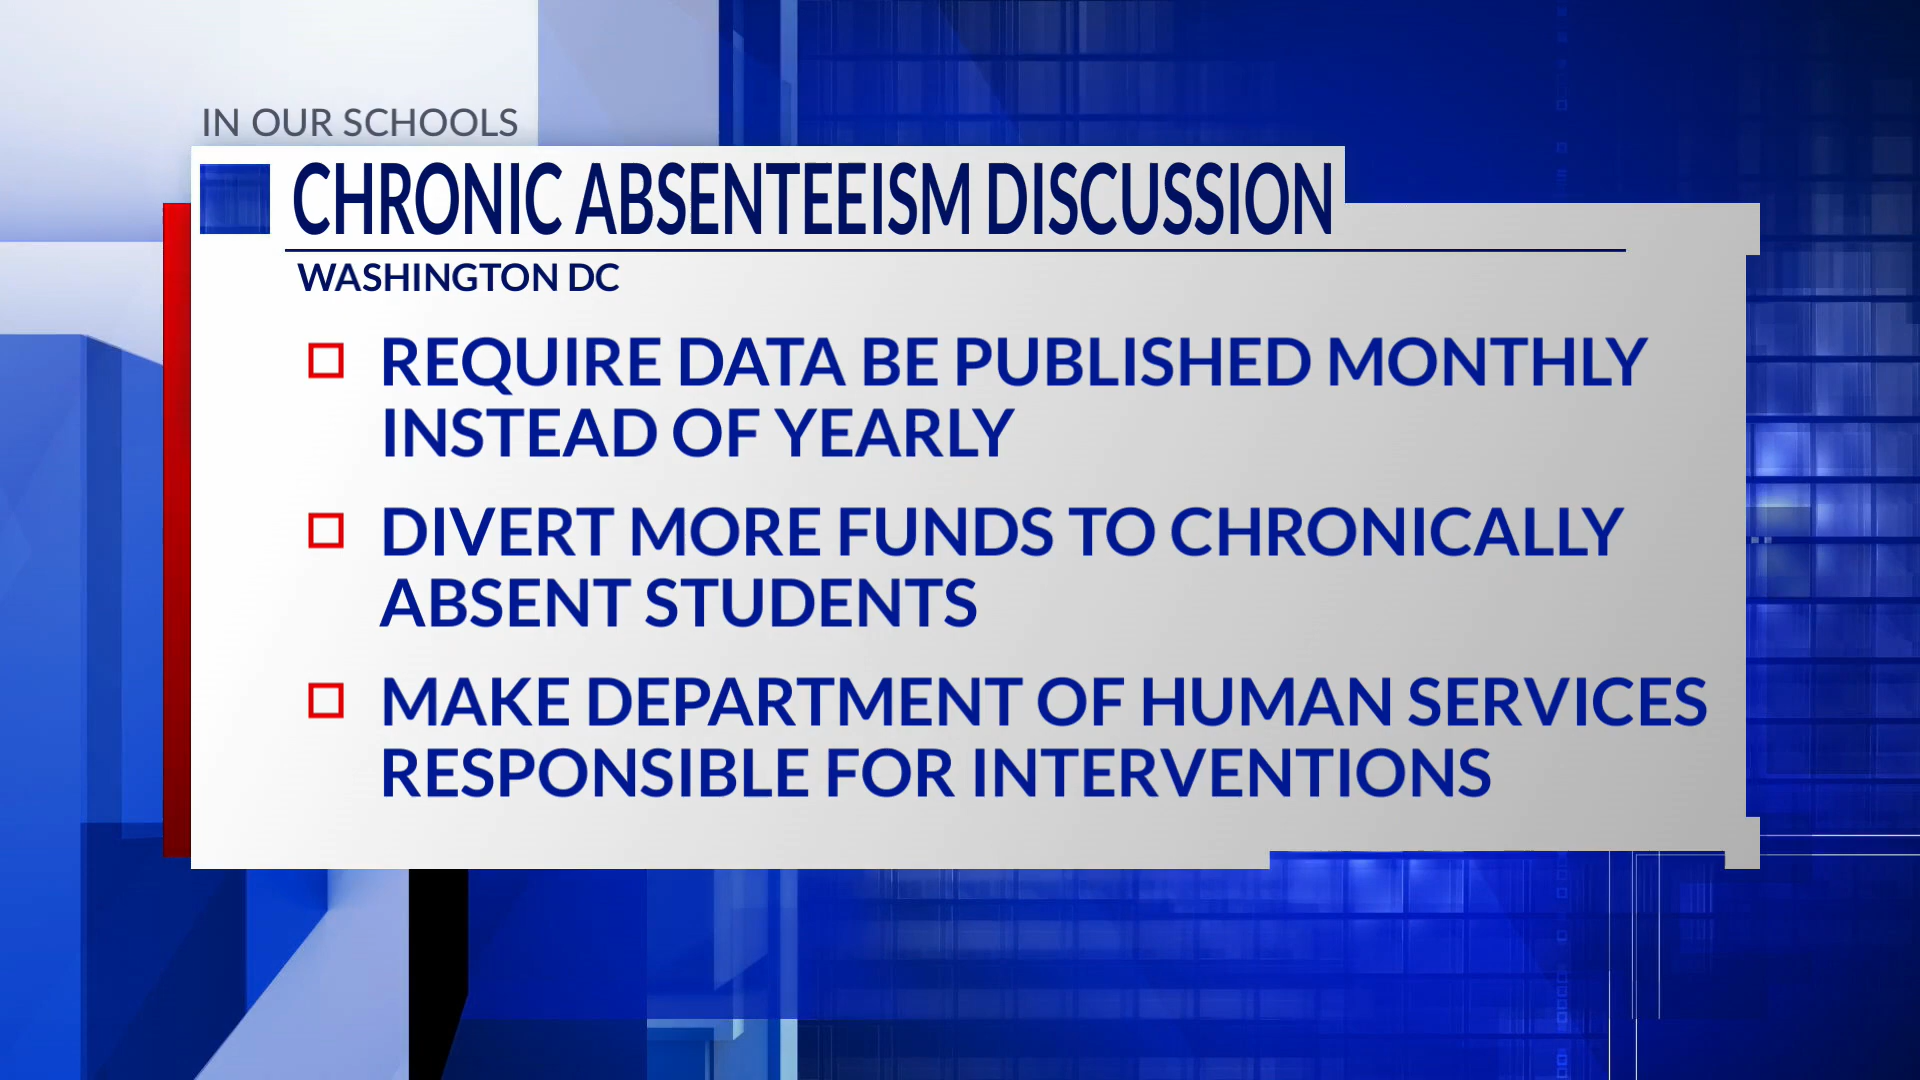 IN OUR SCHOOLS
CHRONIC ABSENTEEISM DISCUSSION
WASHINGTON DC
REQUIRE DATA BE PUBLISHED MONTHLY
INSTEAD OF YEARLY
DIVERT MORE FUNDS TO CHRONICALLY
ABSENT STUDENTS
MAKE DEPARTMENT OF HUMAN SERVICES
RESPONSIBLE FOR INTERVENTIONS